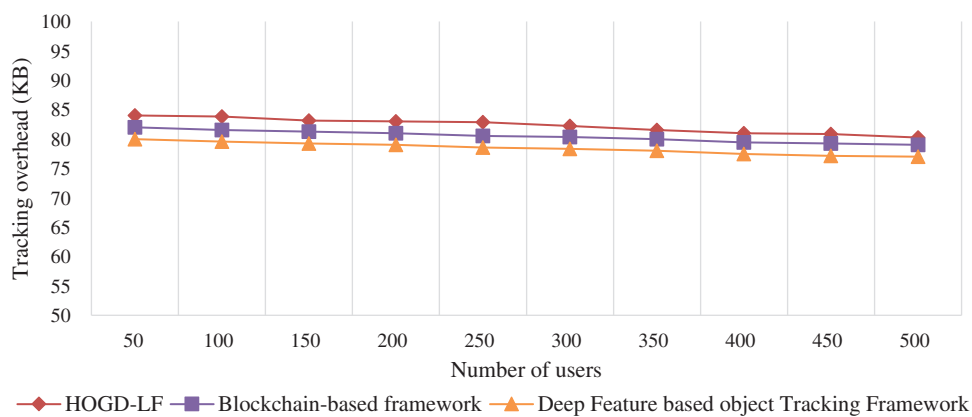 100
95
90
85
80
75
70
65
60
55
50
Tracking overhead (KB)
50 100 150 200 250 300 350 400 450 500
Number of users
HOGD-LF Blockchain-based framework Deep Feature based object Tracking Framework